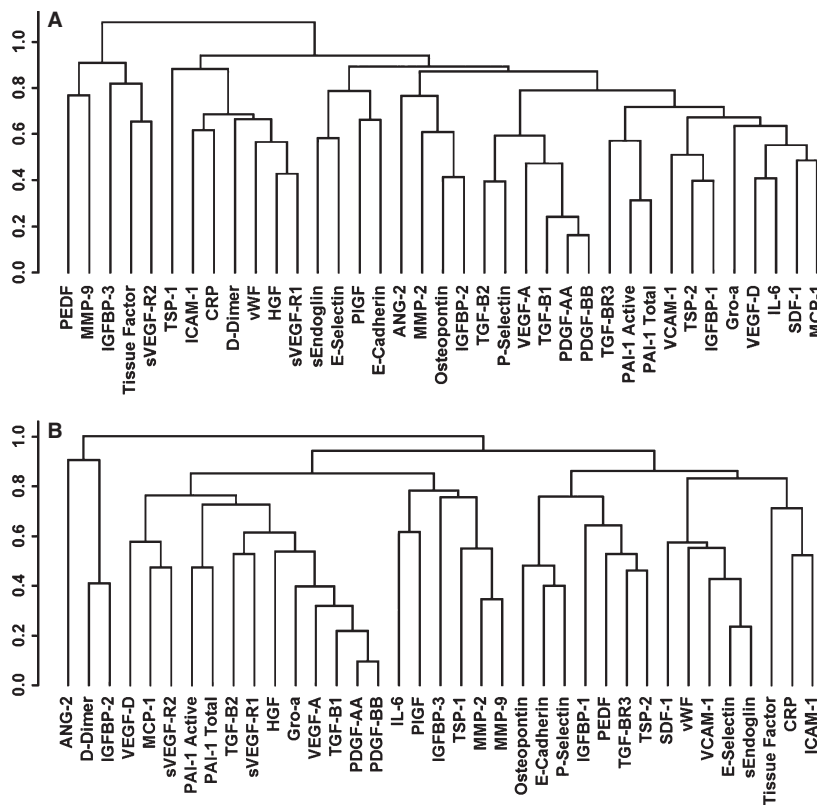 A
1.0
0.8
0.6
0.4
0.2
0.0
PEDF
MMP-9
IGFBP-3
Tissue Factor
sVEGF-R2
TSP-1
ICAM-1
CRP
D-Dimer
vWF
HGF
sVEGF-R1
sEndoglin
E-Selectin
PlGF
E-Cadherin
ANG-2
MMP-2
Osteopontin
IGFBP-2
TGF-B2
P-Selectin
VEGF-A
TGF-B1
PDGF-AA
PDGF-BB
TGF-BR3
PAI-1 Active
PAI-1 Total
VCAM-1
TSP-2
IGFBP-1
Gro-a
VEGF-D
IL-6
SDF-1
MCP-1
B
1.0
0.8
0.6
0.4
0.2
0.0
ANG-2
D-Dimer
IGFBP-2
VEGF-D
MCP-1
sVEGF-R2
PAI-1 Active
PAI-1 Total
TGF-B2
sVEGF-R1
HGF
Gro-a
VEGF-A
TGF-B1
PDGF-AA
PDGF-BB
IL-6
PlGF
IGFBP-3
TSP-1
MMP-2
MMP-9
Osteopontin
E-Cadherin
P-Selectin
IGFBP-1
PEDF
TGF-BR3
TSP-2
SDF-1
vWF
VCAM-1
E-Selectin
sEndoglin
Tissue Factor
CRP
ICAM-1